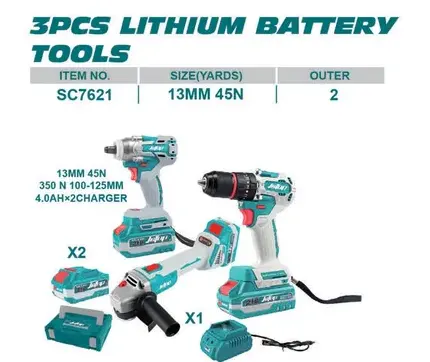 3PCS LITHIUM BATTERY
TOOLS
ITEM NO.
SIZE(YARDS)
OUTER
SC7621
13MM 45N
2
13MM 45N
350 N 100-125MM
4.0AH×2CHARGER
X2
X1